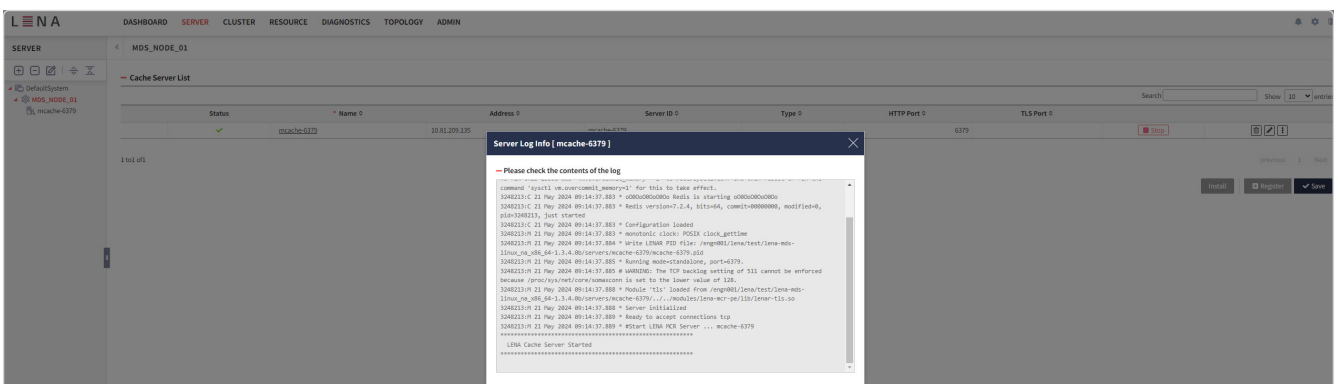 LENA DASHBOARD SERVER CLUSTER RESOURCE DIAGNOSTICS TOPOLOGY ADMIN
SERVER
MDS_NODE_01
DefaultSystem
MDS_NODE_01
mcache-6379
Cache Server List
Search Show 10 entries
Status * Name Address Server ID Type HTTP Port TLS Port
mcache-6379 10.81.209.135 mcache-6379 6379 Stop
1 to1 of1
previous 1 Next
Install Register Save
Server Log Info [ mcache-6379 ]
Please check the contents of the log
command 'sysctl vm.overcommit_memory=1' for this to take effect.
3248213:C 21 May 2024 09:14:37.883 * oO0OoO0OoO0Oo Redis is starting oO0OoO0OoO0Oo
3248213:C 21 May 2024 09:14:37.883 * Redis version=7.2.4, bits=64, commit=00000000, modified=0,
pid=3248213, just started
3248213:C 21 May 2024 09:14:37.883 * Configuration loaded
3248213:M 21 May 2024 09:14:37.883 * monotonic clock: POSIX clock_gettime
3248213:M 21 May 2024 09:14:37.884 * Write LENAR PID file: /engn001/lena/test/lena-mds-
linux_na_x86_64-1.3.4.0b/servers/mcache-6379/mcache-6379.pid
3248213:M 21 May 2024 09:14:37.885 * Running mode=standalone, port=6379.
3248213:M 21 May 2024 09:14:37.885 # WARNING: The TCP backlog setting of 511 cannot be enforced
because /proc/sys/net/core/somaxconn is set to the lower value of 128.
3248213:M 21 May 2024 09:14:37.888 * Module 'tls' loaded from /engn001/lena/test/lena-mds-
linux_na_x86_64-1.3.4.0b/servers/mcache-6379/../../modules/lena-mcr-pe/lib/lenar-tls.so
3248213:M 21 May 2024 09:14:37.888 * Server initialized
3248213:M 21 May 2024 09:14:37.889 * Ready to accept connections tcp
3248213:M 21 May 2024 09:14:37.889 * #Start LENA MCR Server ... mcache-6379
******************************************************
LENA Cache Server Started
******************************************************